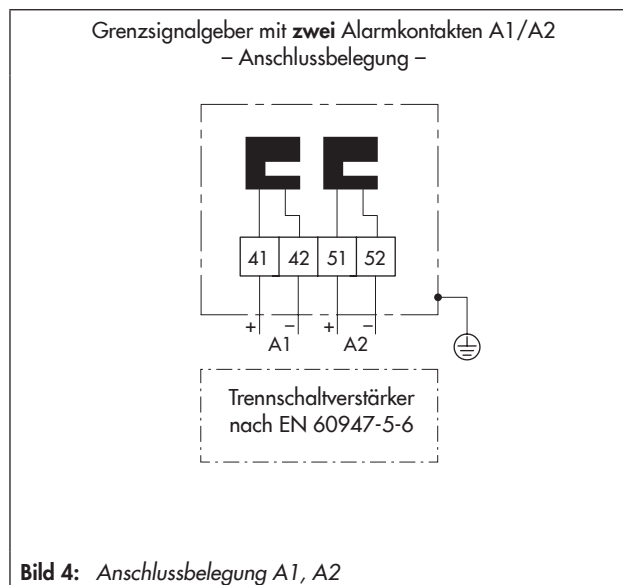 Grenzsignalgeber mit zwei Alarmkontakten A1/A2
– Anschlussbelegung –
41 42 51 52
+ – + –
A1 A2
Trennschaltverstärker
nach EN 60947-5-6
Bild 4: Anschlussbelegung A1, A2